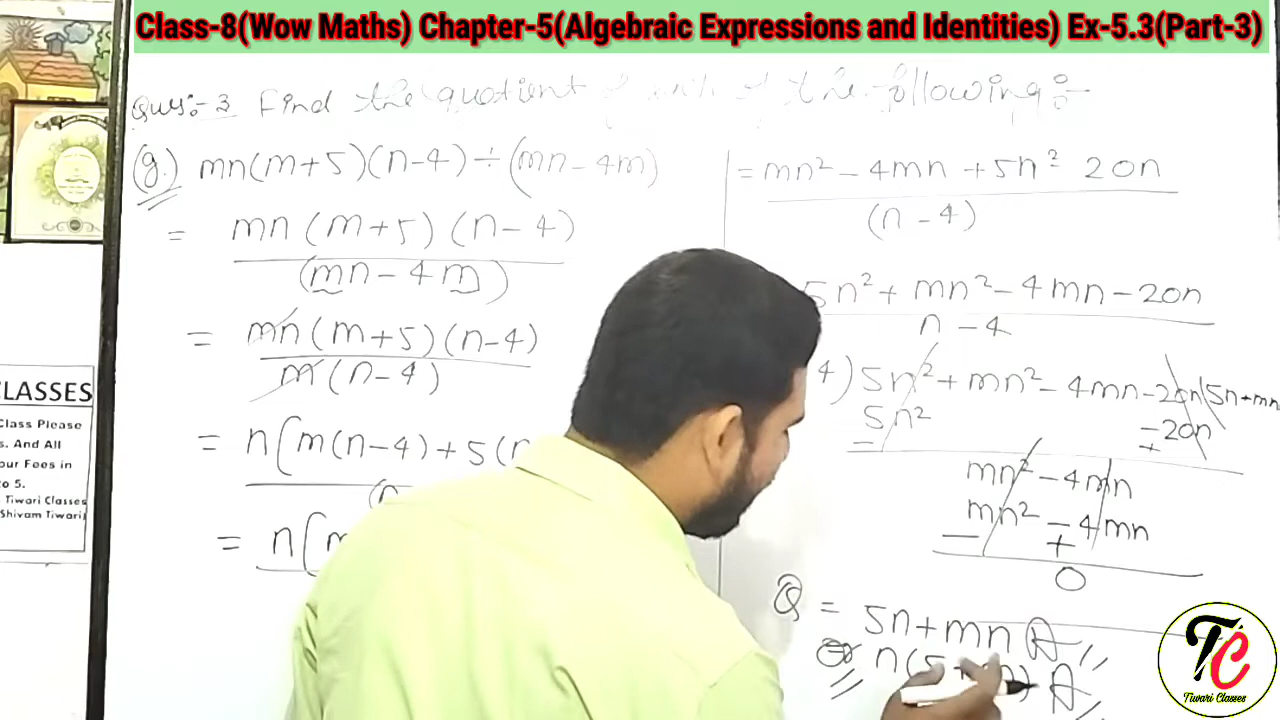 Class-8(Wow Maths) Chapter-5(Algebraic Expressions and Identities) Ex-5.3(Part-3)
Ques:-3 Find the quotient of each of the following:-
(g.) mn(m+5)(n-4)÷(mn-4m)
= mn(m+5)(n-4)
(mn-4m)
= mn(m+5)(n-4)
m(n-4)
= n[m(n-4)+5(n
(n
= n[m
= mn²-4mn+5n² 20n
(n-4)
5n²+mn²-4mn-20n
n-4
4)5n²+mn²-4mn-20n(5n+mn
5n² -20n
- +
mn²-4mn
mn²-4mn
- +
0
Q = 5n+mn A
or n(5+
A
CLASSES
Class Please
s. And All
our Fees in
to 5.
Tiwari Classes
Shivam Tiwari)
TC
Tiwari Classes